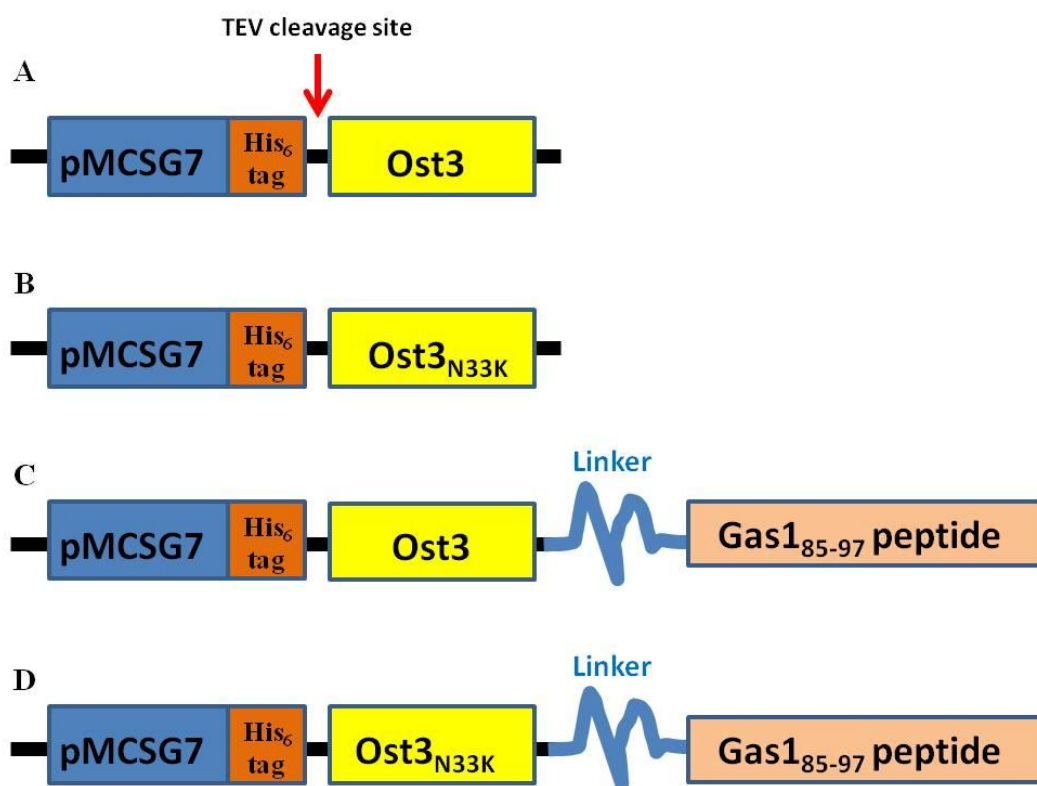 TEV cleavage site
A
pMCSG7 His₆ tag Ost3
B
pMCSG7 His₆ tag Ost3N33K
Linker
C
pMCSG7 His₆ tag Ost3 Gas185-97 peptide
Linker
D
pMCSG7 His₆ tag Ost3N33K Gas185-97 peptide